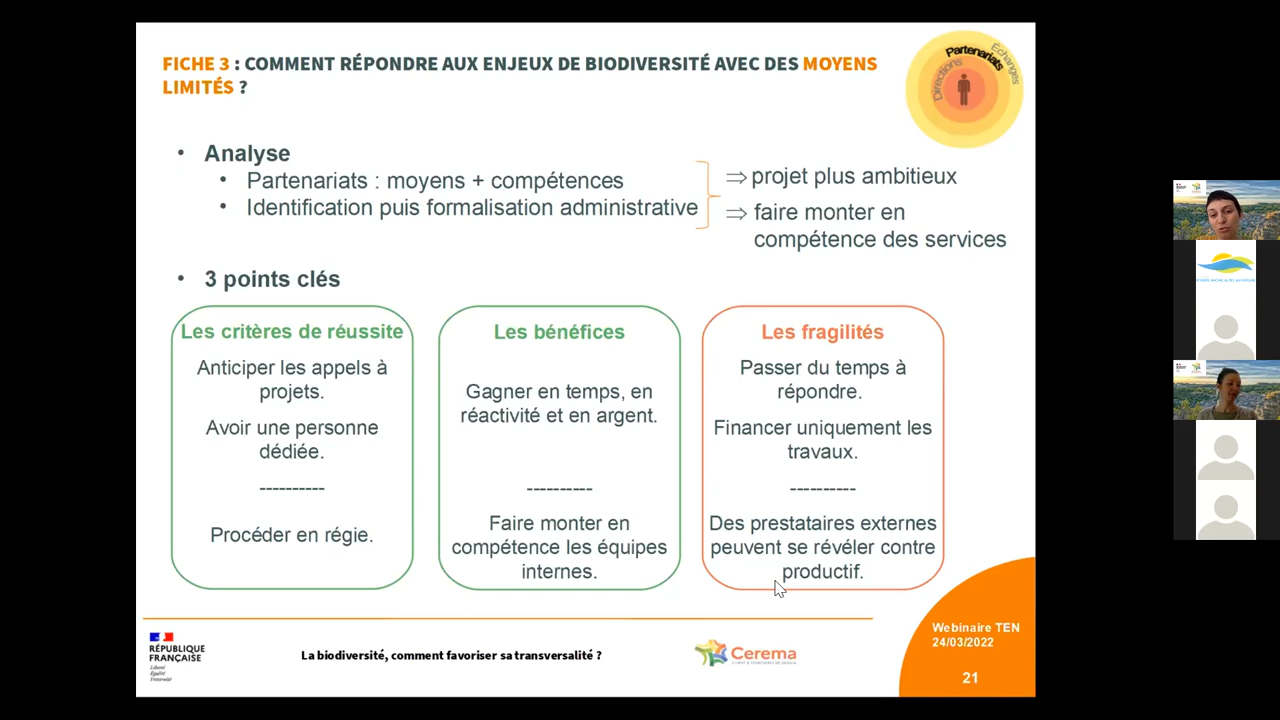 FICHE 3 : COMMENT RÉPONDRE AUX ENJEUX DE BIODIVERSITÉ AVEC DES MOYENS
LIMITÉS ?
Partenariats
Echanges
Directions
• Analyse
• Partenariats : moyens + compétences
• Identification puis formalisation administrative
⇒ projet plus ambitieux
⇒ faire monter en
compétence des services
• 3 points clés
Les critères de réussite
Anticiper les appels à
projets.
Avoir une personne
dédiée.
----------
Procéder en régie.
Les bénéfices
Gagner en temps, en
réactivité et en argent.
----------
Faire monter en
compétence les équipes
internes.
Les fragilités
Passer du temps à
répondre.
Financer uniquement les
travaux.
----------
Des prestataires externes
peuvent se révéler contre
productif.
RÉPUBLIQUE
FRANÇAISE
Liberté
Égalité
Fraternité
La biodiversité, comment favoriser sa transversalité ?
Cerema
Webinaire TEN
24/03/2022
21